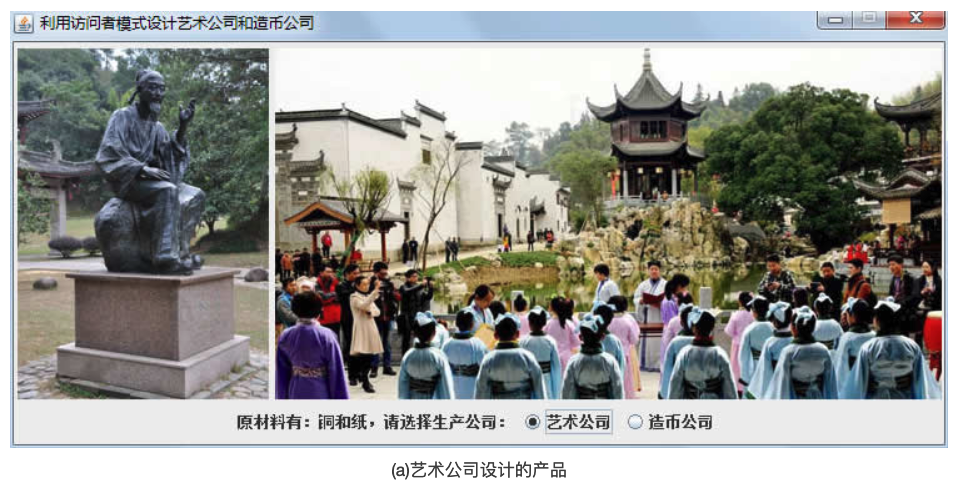 利用访问者模式设计艺术公司和造币公司
原材料有：铜和纸，请选择生产公司： 艺术公司 造币公司
(a)艺术公司设计的产品